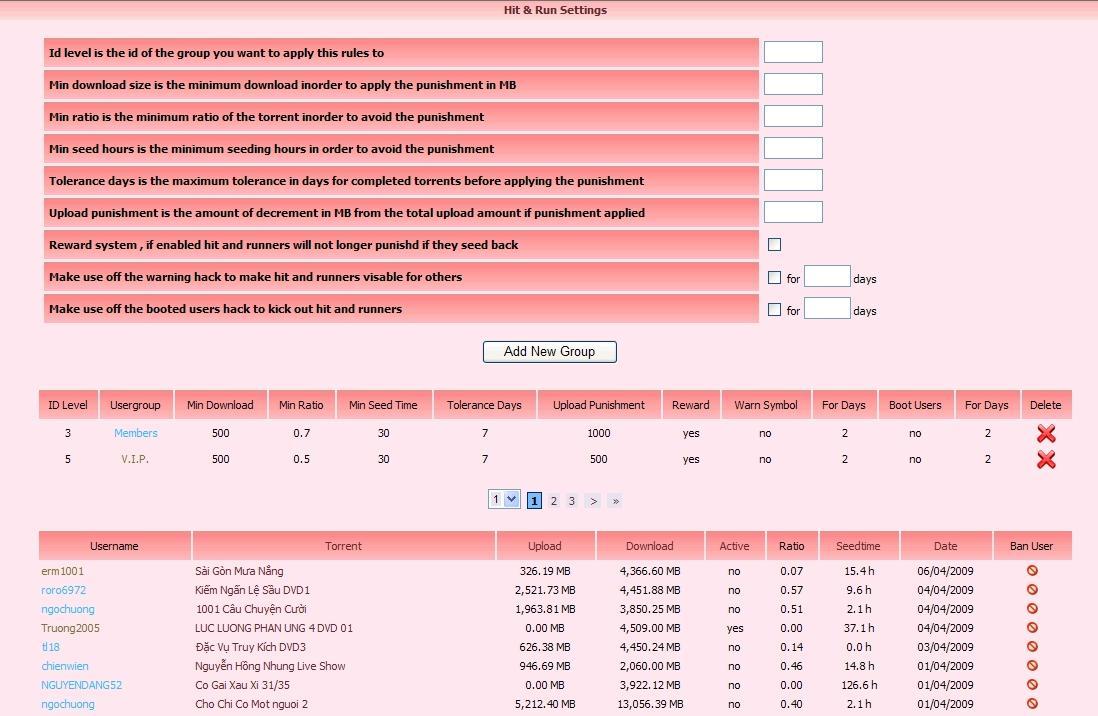 Hit & Run Settings
Id level is the id of the group you want to apply this rules to
Min download size is the minimum download inorder to apply the punishment in MB
Min ratio is the minimum ratio of the torrent inorder to avoid the punishment
Min seed hours is the minimum seeding hours in order to avoid the punishment
Tolerance days is the maximum tolerance in days for completed torrents before applying the punishment
Upload punishment is the amount of decrement in MB from the total upload amount if punishment applied
Reward system , if enabled hit and runners will not longer punishd if they seed back
Make use off the warning hack to make hit and runners visable for others for days
Make use off the booted users hack to kick out hit and runners for days
Add New Group
ID Level Usergroup Min Download Min Ratio Min Seed Time Tolerance Days Upload Punishment Reward Warn Symbol For Days Boot Users For Days Delete
3 Members 500 0.7 30 7 1000 yes no 2 no 2
5 V.I.P. 500 0.5 30 7 500 yes no 2 no 2
1 1 2 3 > »
Username Torrent Upload Download Active Ratio Seedtime Date Ban User
erm1001 Sài Gòn Mưa Nắng 326.19 MB 4,366.60 MB no 0.07 15.4 h 06/04/2009
roro6972 Kiếm Ngấn Lệ Sầu DVD1 2,521.73 MB 4,451.88 MB no 0.57 9.6 h 04/04/2009
ngochuong 1001 Câu Chuyện Cười 1,963.81 MB 3,850.25 MB no 0.51 2.1 h 04/04/2009
Truong2005 LUC LUONG PHAN UNG 4 DVD 01 0.00 MB 4,509.00 MB yes 0.00 37.1 h 04/04/2009
tl18 Đặc Vụ Truy Kích DVD3 626.38 MB 4,450.24 MB no 0.14 0.0 h 03/04/2009
chienwien Nguyễn Hồng Nhung Live Show 946.69 MB 2,060.00 MB no 0.46 14.8 h 01/04/2009
NGUYENDANG52 Co Gai Xau Xi 31/35 0.00 MB 3,922.12 MB no 0.00 126.6 h 01/04/2009
ngochuong Cho Chi Co Mot nguoi 2 5,212.40 MB 13,056.39 MB no 0.40 2.1 h 01/04/2009